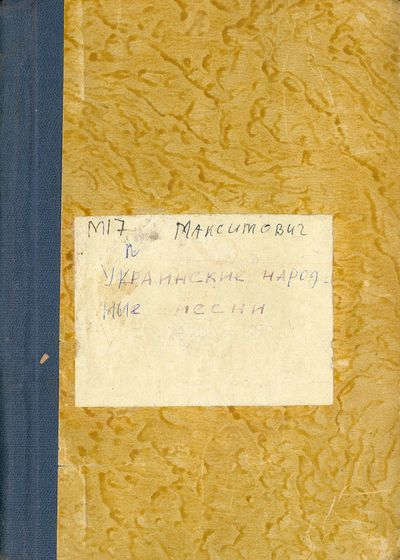 М17 Максимович
п
Украинские народ-
ные песни